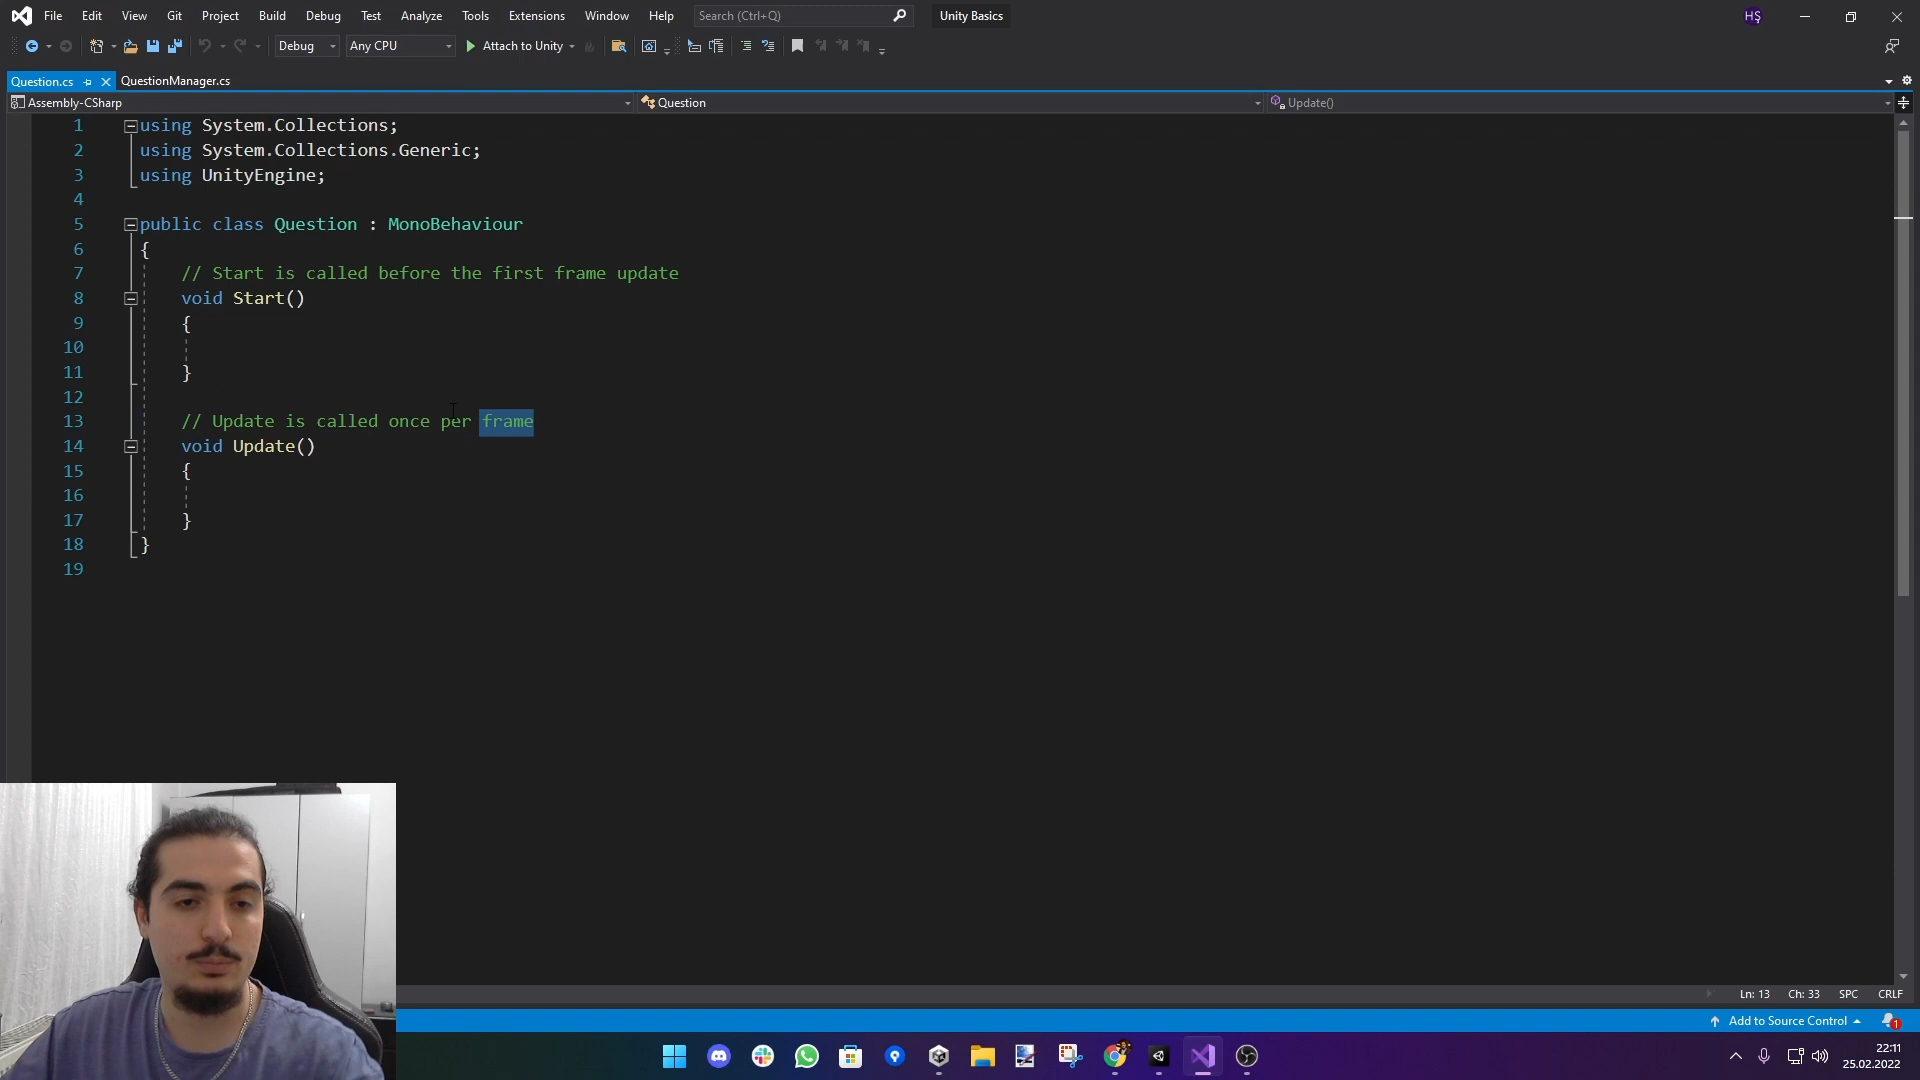 File Edit View Git Project Build Debug Test Analyze Tools Extensions Window Help Search (Ctrl+Q) Unity Basics HŞ
Debug Any CPU Attach to Unity
Question.cs QuestionManager.cs
Assembly-CSharp Question Update()
1 using System.Collections;
2 using System.Collections.Generic;
3 using UnityEngine;
4
5 public class Question : MonoBehaviour
6 {
7 // Start is called before the first frame update
8 void Start()
9 {
10
11 }
12
13 // Update is called once per frame
14 void Update()
15 {
16
17 }
18 }
19
Ln: 13 Ch: 33 SPC CRLF
Add to Source Control 1
22:11
25.02.2022